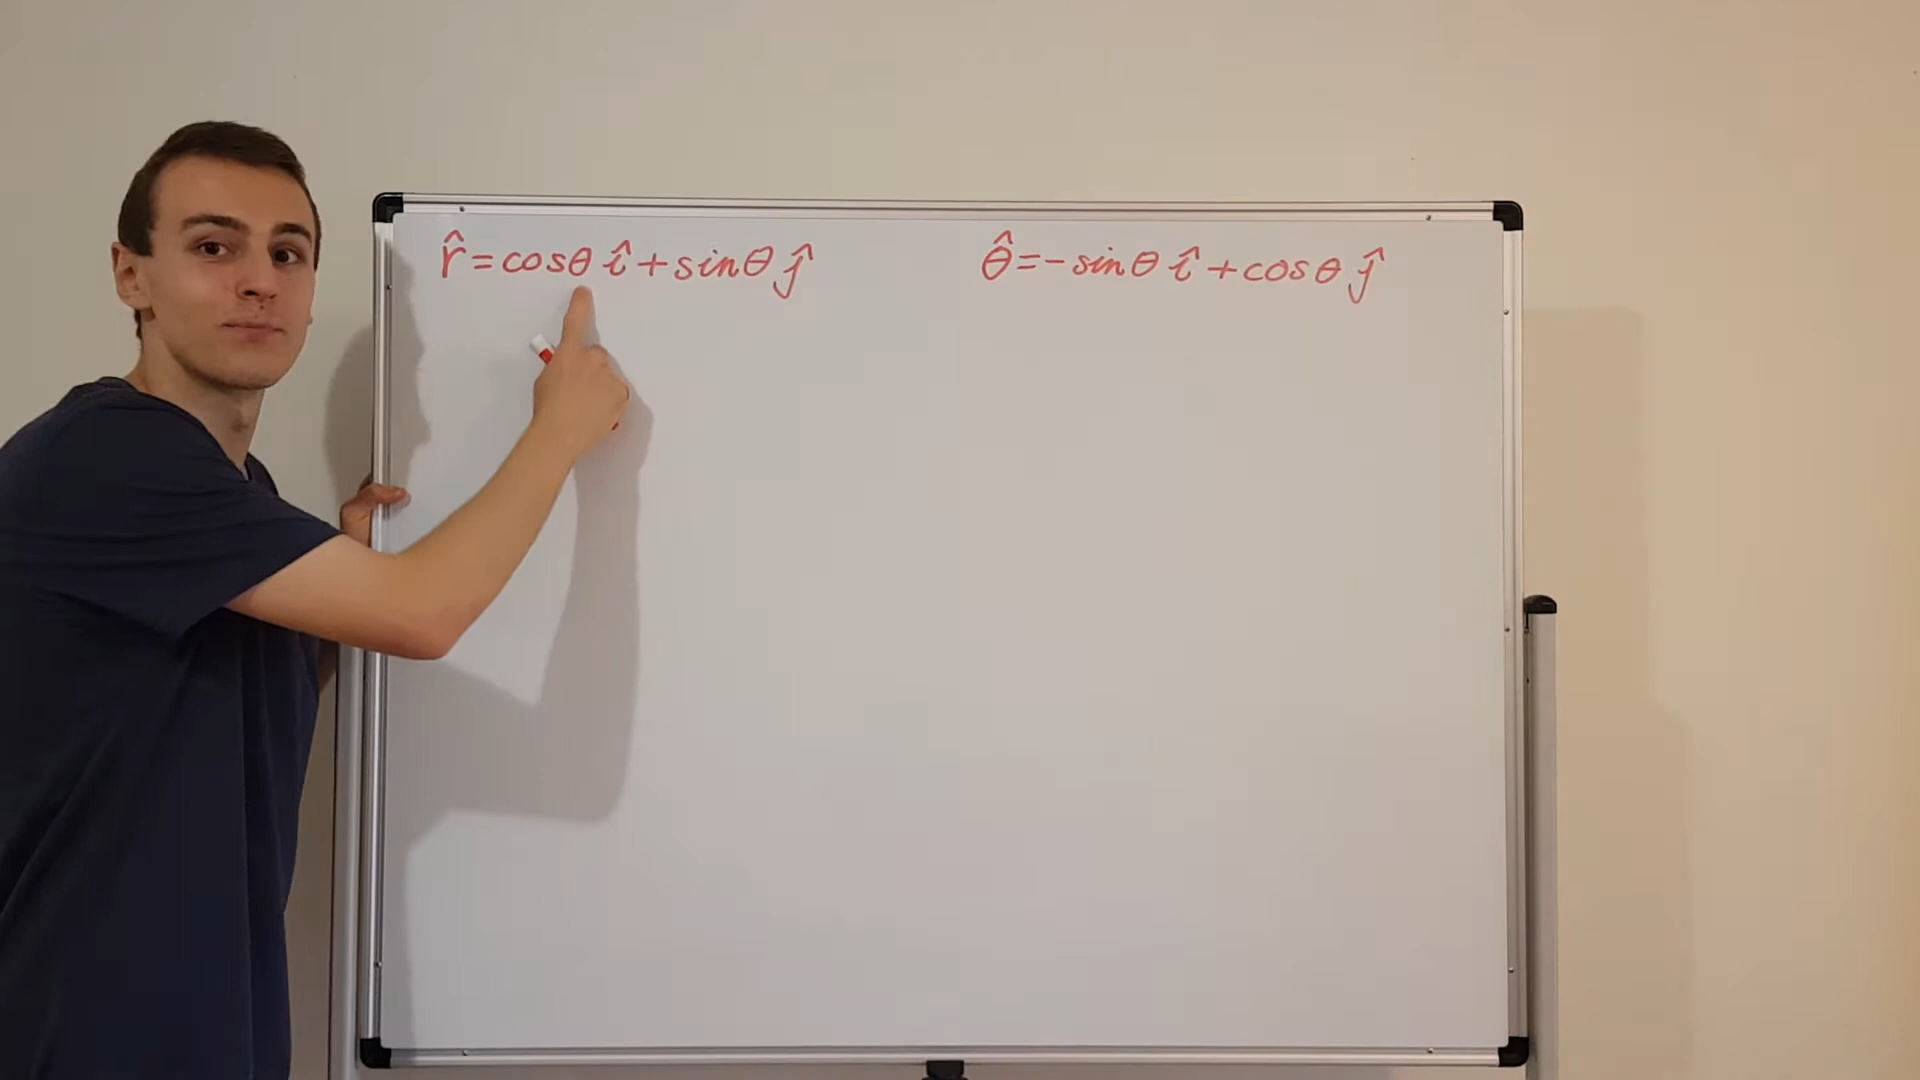 r̂=cosθ î+sinθ ĵ
θ̂=-sinθ î+cosθ ĵ